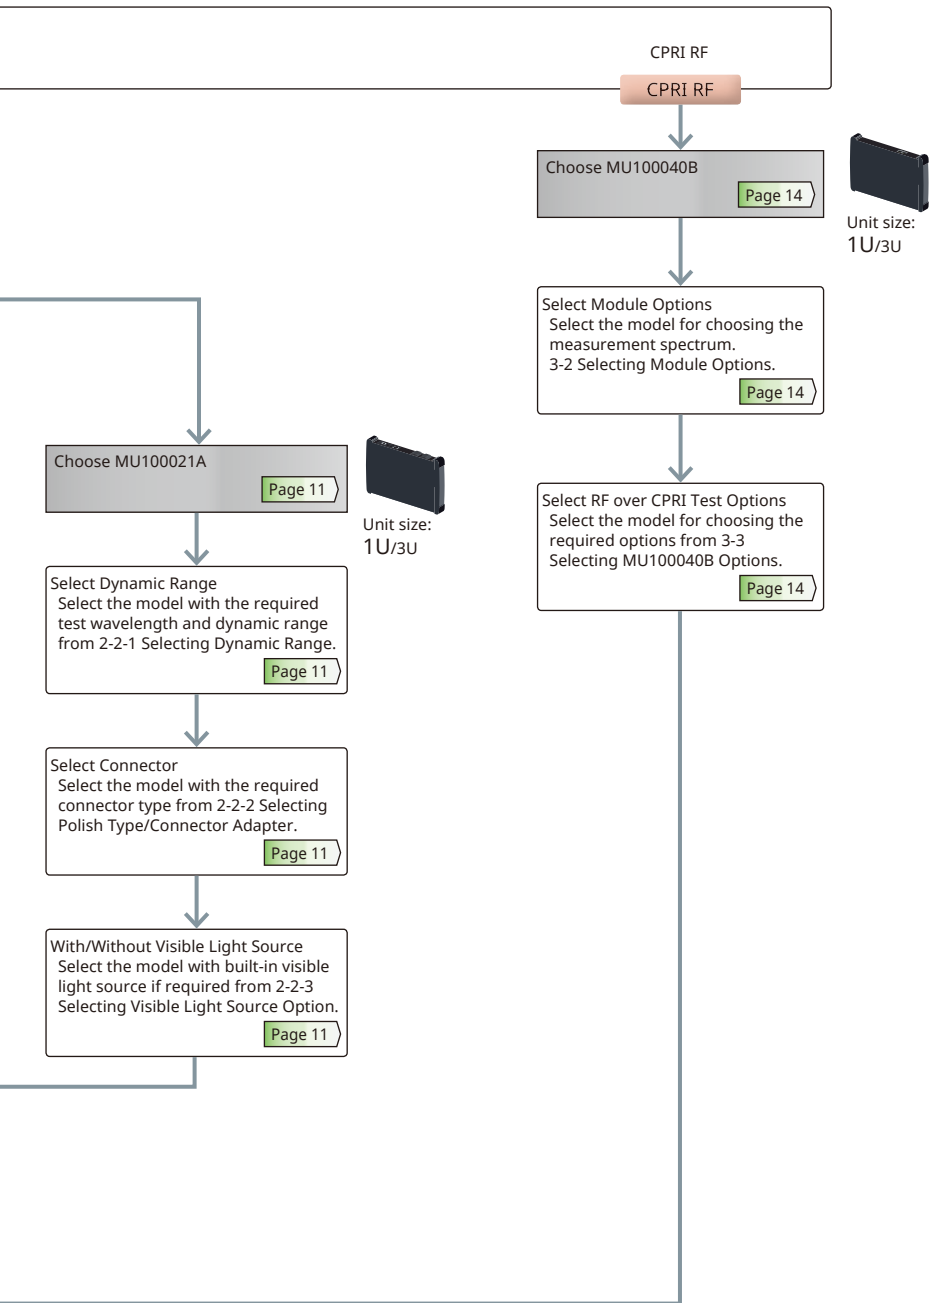 CPRI RF
CPRI RF
Choose MU100040B
Page 14
Unit size:
1U/3U
Select Module Options
Select the model for choosing the
measurement spectrum.
3-2 Selecting Module Options.
Page 14
Select RF over CPRI Test Options
Select the model for choosing the
required options from 3-3
Selecting MU100040B Options.
Page 14
Choose MU100021A
Page 11
Unit size:
1U/3U
Select Dynamic Range
Select the model with the required
test wavelength and dynamic range
from 2-2-1 Selecting Dynamic Range.
Page 11
Select Connector
Select the model with the required
connector type from 2-2-2 Selecting
Polish Type/Connector Adapter.
Page 11
With/Without Visible Light Source
Select the model with built-in visible
light source if required from 2-2-3
Selecting Visible Light Source Option.
Page 11